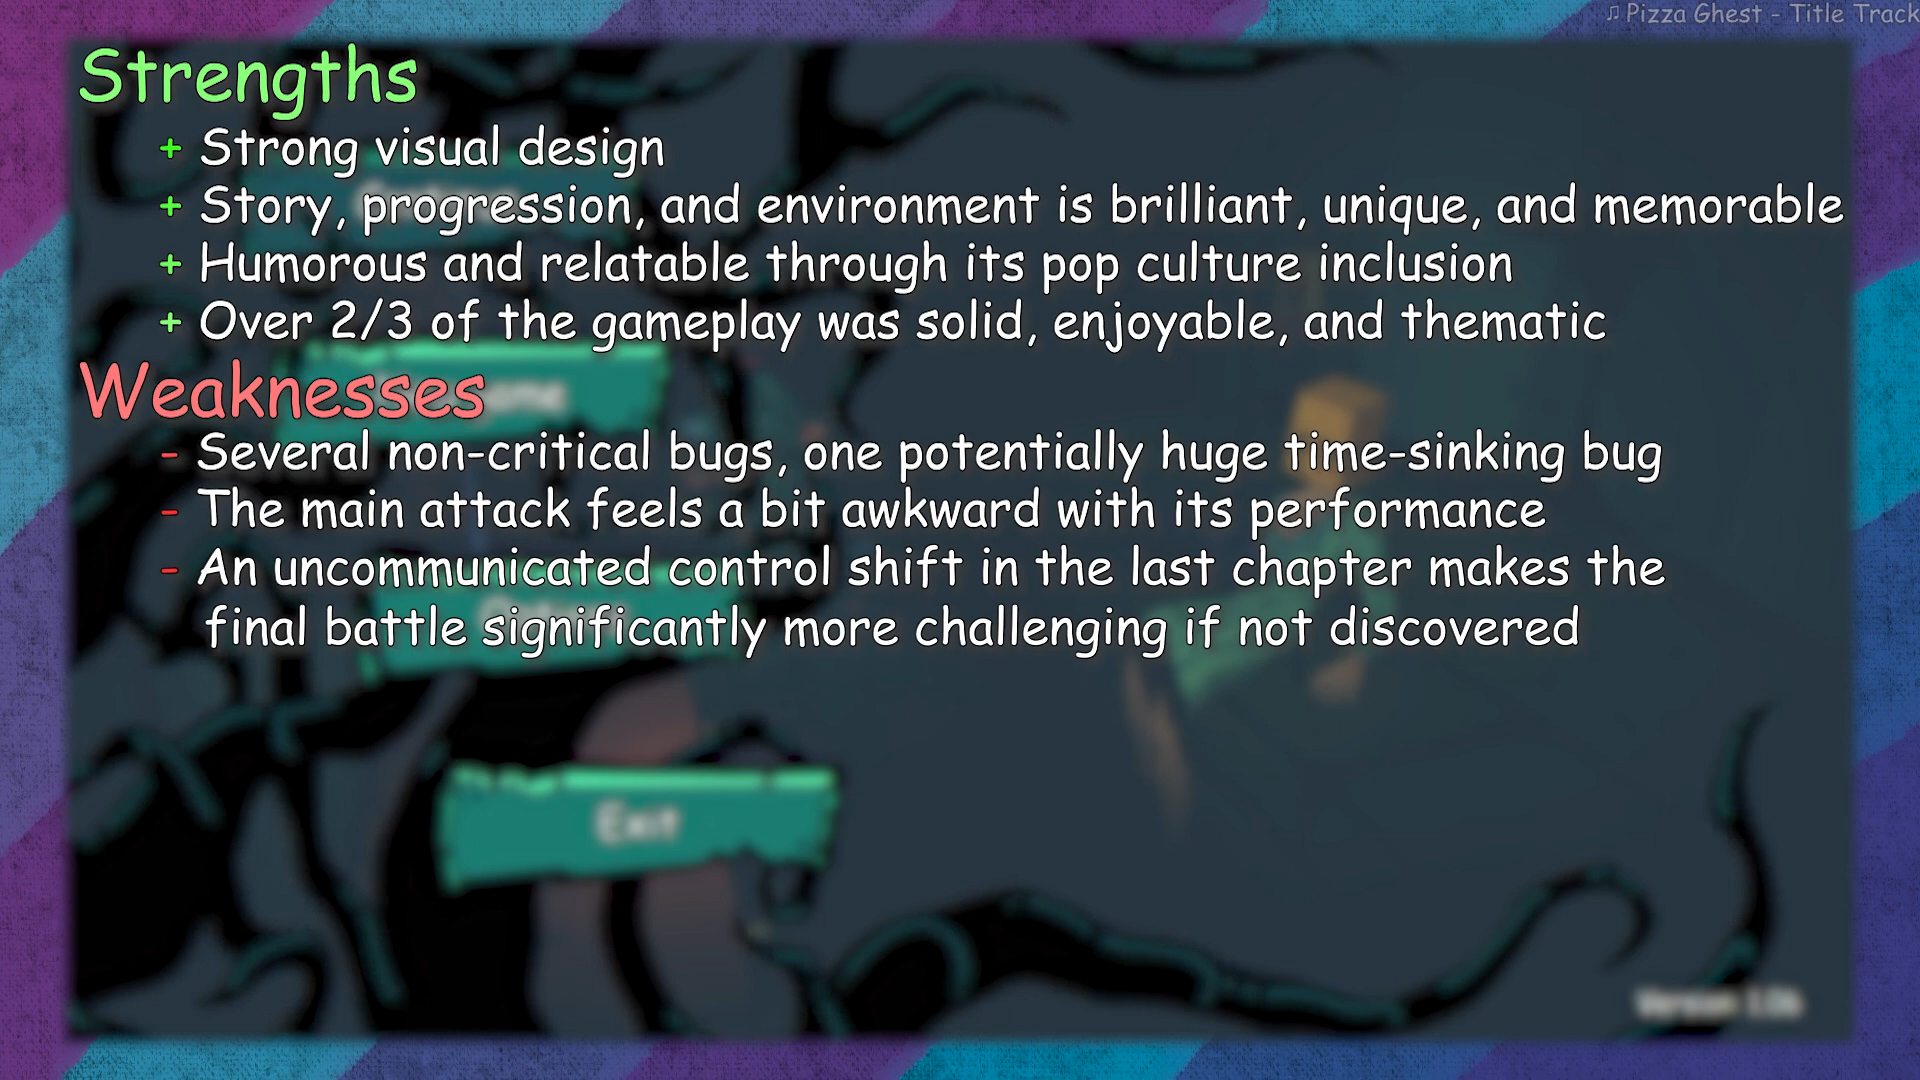 ♫ Pizza Ghest - Title Track
Strengths
+ Strong visual design
+ Story, progression, and environment is brilliant, unique, and memorable
+ Humorous and relatable through its pop culture inclusion
+ Over 2/3 of the gameplay was solid, enjoyable, and thematic
Weaknesses
- Several non-critical bugs, one potentially huge time-sinking bug
- The main attack feels a bit awkward with its performance
- An uncommunicated control shift in the last chapter makes the
final battle significantly more challenging if not discovered
Exit
Version